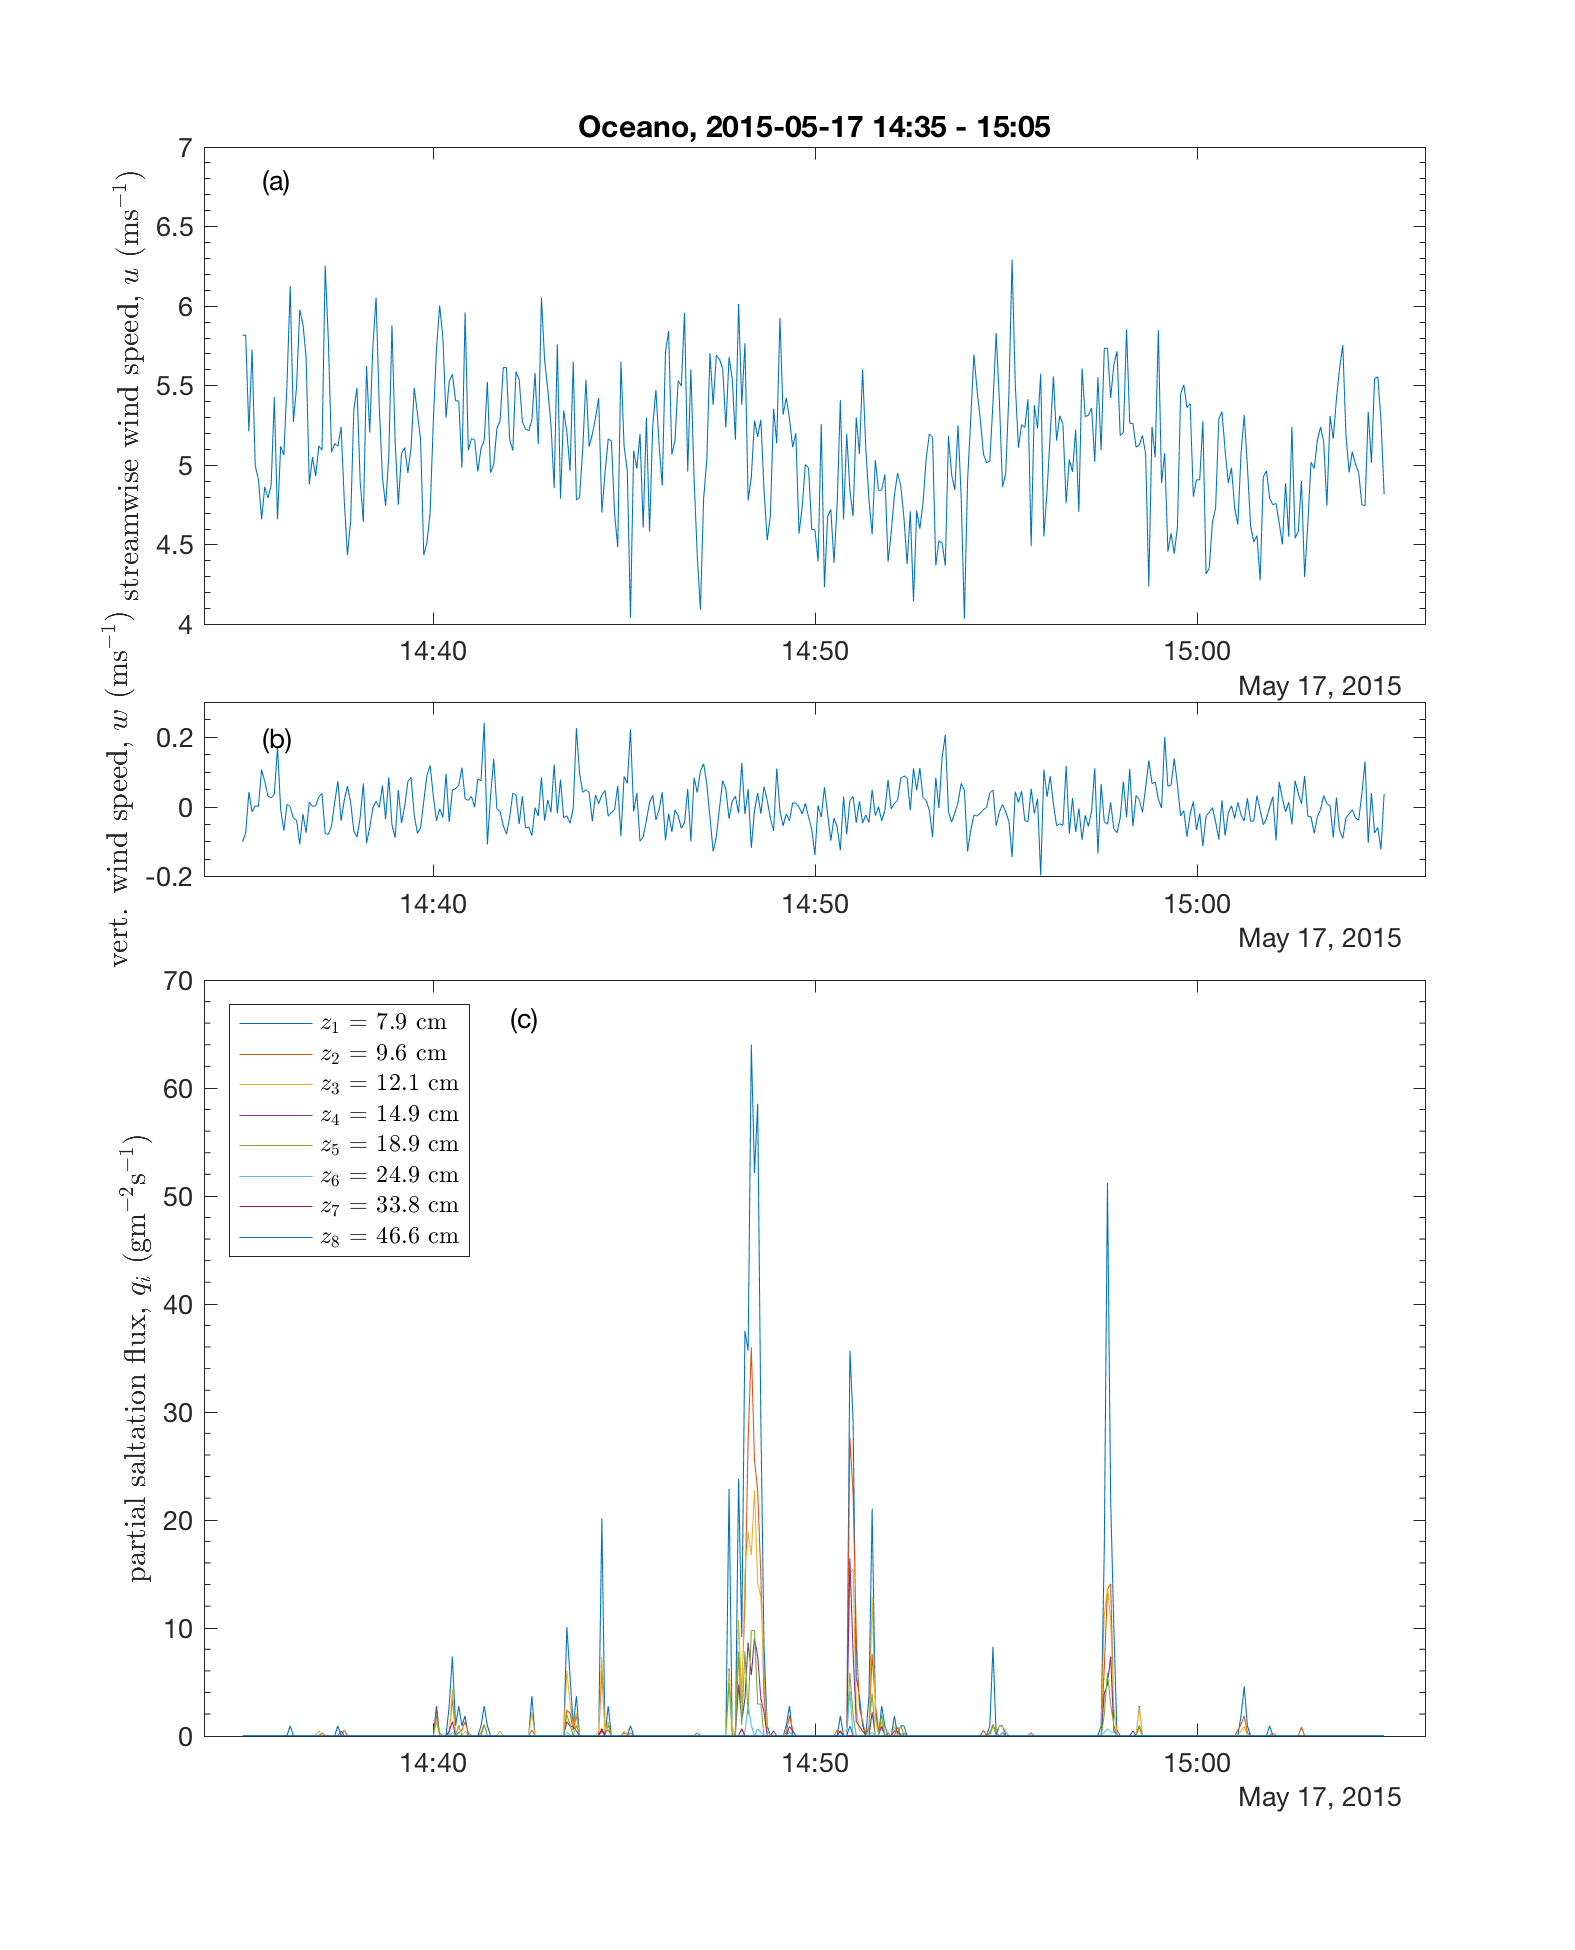 Oceano, 2015-05-17 14:35 - 15:05
(a)
streamwise wind speed, u (ms⁻¹)
7
6.5
6
5.5
5
4.5
4
14:40 14:50 15:00
May 17, 2015
(b)
vert. wind speed, w (ms⁻¹)
0.2
0
-0.2
14:40 14:50 15:00
May 17, 2015
(c)
partial saltation flux, qᵢ (gm⁻²s⁻¹)
70
60
50
40
30
20
10
0
z₁ = 7.9 cm
z₂ = 9.6 cm
z₃ = 12.1 cm
z₄ = 14.9 cm
z₅ = 18.9 cm
z₆ = 24.9 cm
z₇ = 33.8 cm
z₈ = 46.6 cm
14:40 14:50 15:00
May 17, 2015